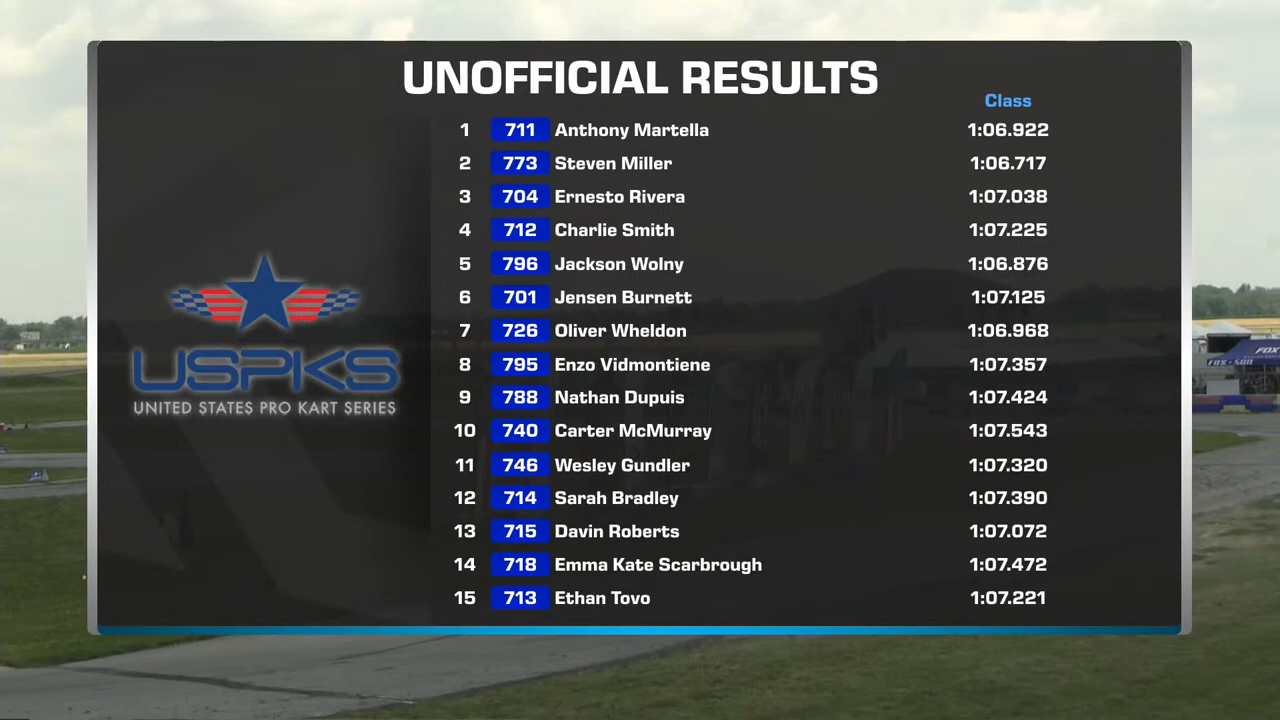 UNOFFICIAL RESULTS
Class
1 711 Anthony Martella 1:06.922
2 773 Steven Miller 1:06.717
3 704 Ernesto Rivera 1:07.038
4 712 Charlie Smith 1:07.225
5 796 Jackson Wolny 1:06.876
6 701 Jensen Burnett 1:07.125
7 726 Oliver Wheldon 1:06.968
8 795 Enzo Vidmontiene 1:07.357
9 788 Nathan Dupuis 1:07.424
10 740 Carter McMurray 1:07.543
11 746 Wesley Gundler 1:07.320
12 714 Sarah Bradley 1:07.390
13 715 Davin Roberts 1:07.072
14 718 Emma Kate Scarbrough 1:07.472
15 713 Ethan Tovo 1:07.221
USPKS
UNITED STATES PRO KART SERIES
FOX
FOX-SON